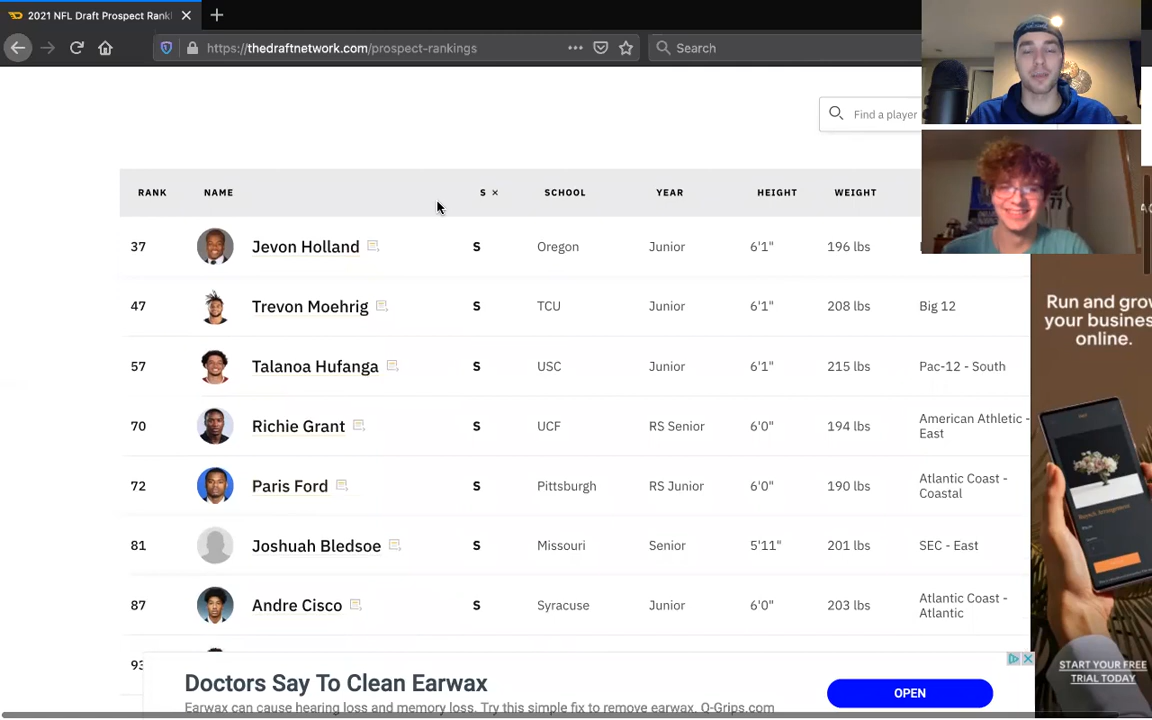 2021 NFL Draft Prospect Rank
https://thedraftnetwork.com/prospect-rankings
Search
Find a player
RANK NAME S × SCHOOL YEAR HEIGHT WEIGHT
37 Jevon Holland S Oregon Junior 6'1" 196 lbs
47 Trevon Moehrig S TCU Junior 6'1" 208 lbs Big 12
57 Talanoa Hufanga S USC Junior 6'1" 215 lbs Pac-12 - South
70 Richie Grant S UCF RS Senior 6'0" 194 lbs American Athletic -
East
72 Paris Ford S Pittsburgh RS Junior 6'0" 190 lbs Atlantic Coast -
Coastal
81 Joshuah Bledsoe S Missouri Senior 5'11" 201 lbs SEC - East
87 Andre Cisco S Syracuse Junior 6'0" 203 lbs Atlantic Coast -
Atlantic
93
Doctors Say To Clean Earwax
Earwax can cause hearing loss and memory loss. Try this simple fix to remove earwax. Q-Grips.com
OPEN
Run and grow
your business
online.
START YOUR FREE
TRIAL TODAY
77